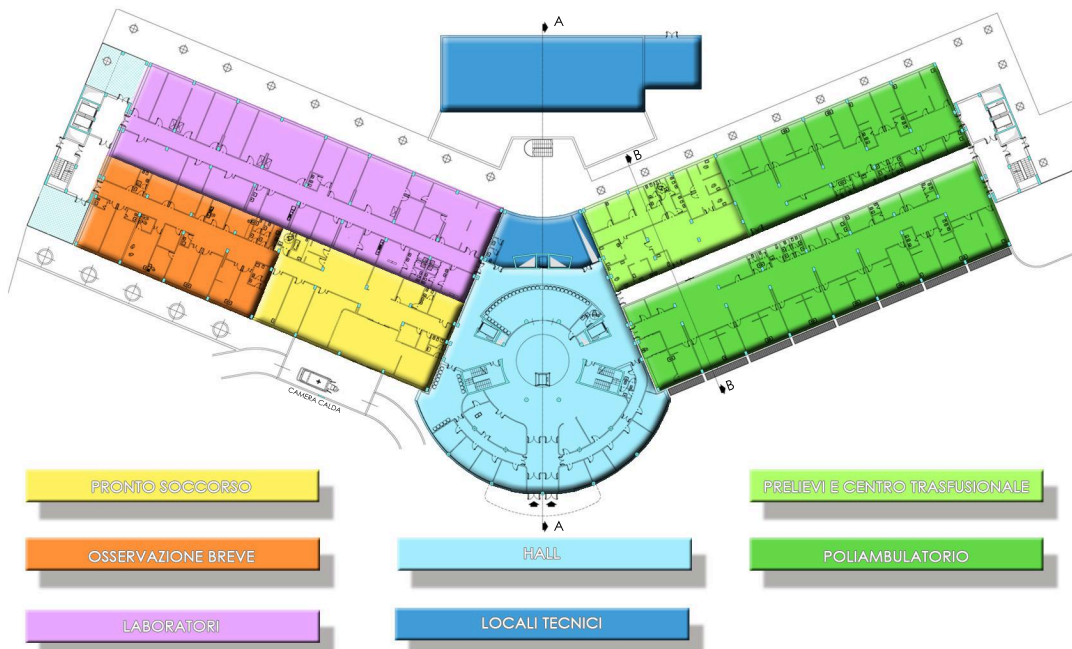 A
B
B
CAMERA CALDA
A
PRONTO SOCCORSO
PRELIEVI E CENTRO TRASFUSIONALE
OSSERVAZIONE BREVE
HALL
POLIAMBULATORIO
LABORATORI
LOCALI TECNICI